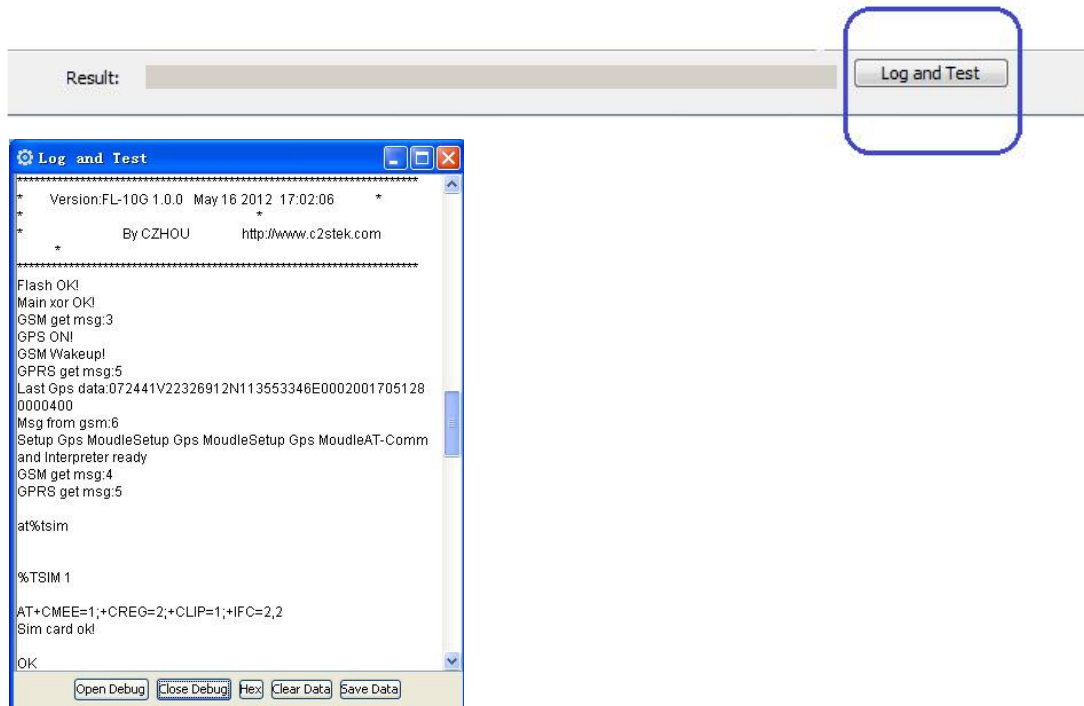 Result:
Log and Test
Log and Test
*********************************************************************
* Version:FL-10G 1.0.0 May 16 2012 17:02:06 *
* *
* By CZHOU http://www.c2stek.com
*
*********************************************************************
Flash OK!
Main xor OK!
GSM get msg:3
GPS ON!
GSM Wakeup!
GPRS get msg:5
Last Gps data:072441V22326912N113553346E0002001705128
0000400
Msg from gsm:6
Setup Gps MoudleSetup Gps MoudleSetup Gps MoudleAT-Comm
and Interpreter ready
GSM get msg:4
GPRS get msg:5
at%tsim
%TSIM 1
AT+CMEE=1;+CREG=2;+CLIP=1;+IFC=2,2
Sim card ok!
OK
Open Debug Close Debug Hex Clear Data Save Data